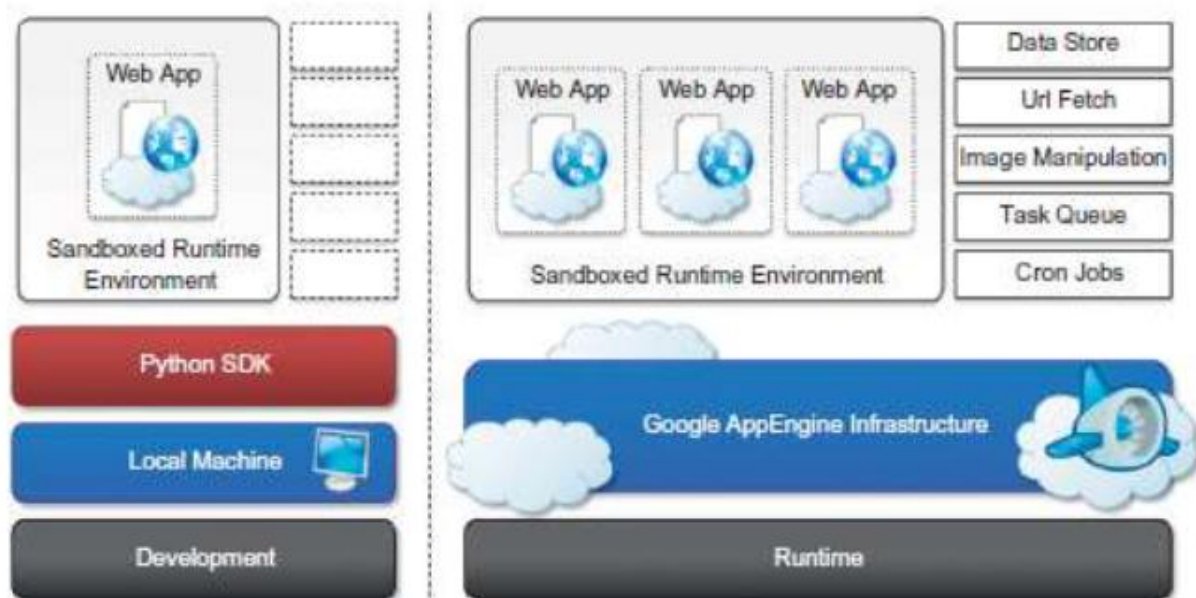 Web App
Sandboxed Runtime
Environment
Python SDK
Local Machine
Development
Web App
Web App
Web App
Sandboxed Runtime Environment
Data Store
Url Fetch
Image Manipulation
Task Queue
Cron Jobs
Google AppEngine Infrastructure
Runtime